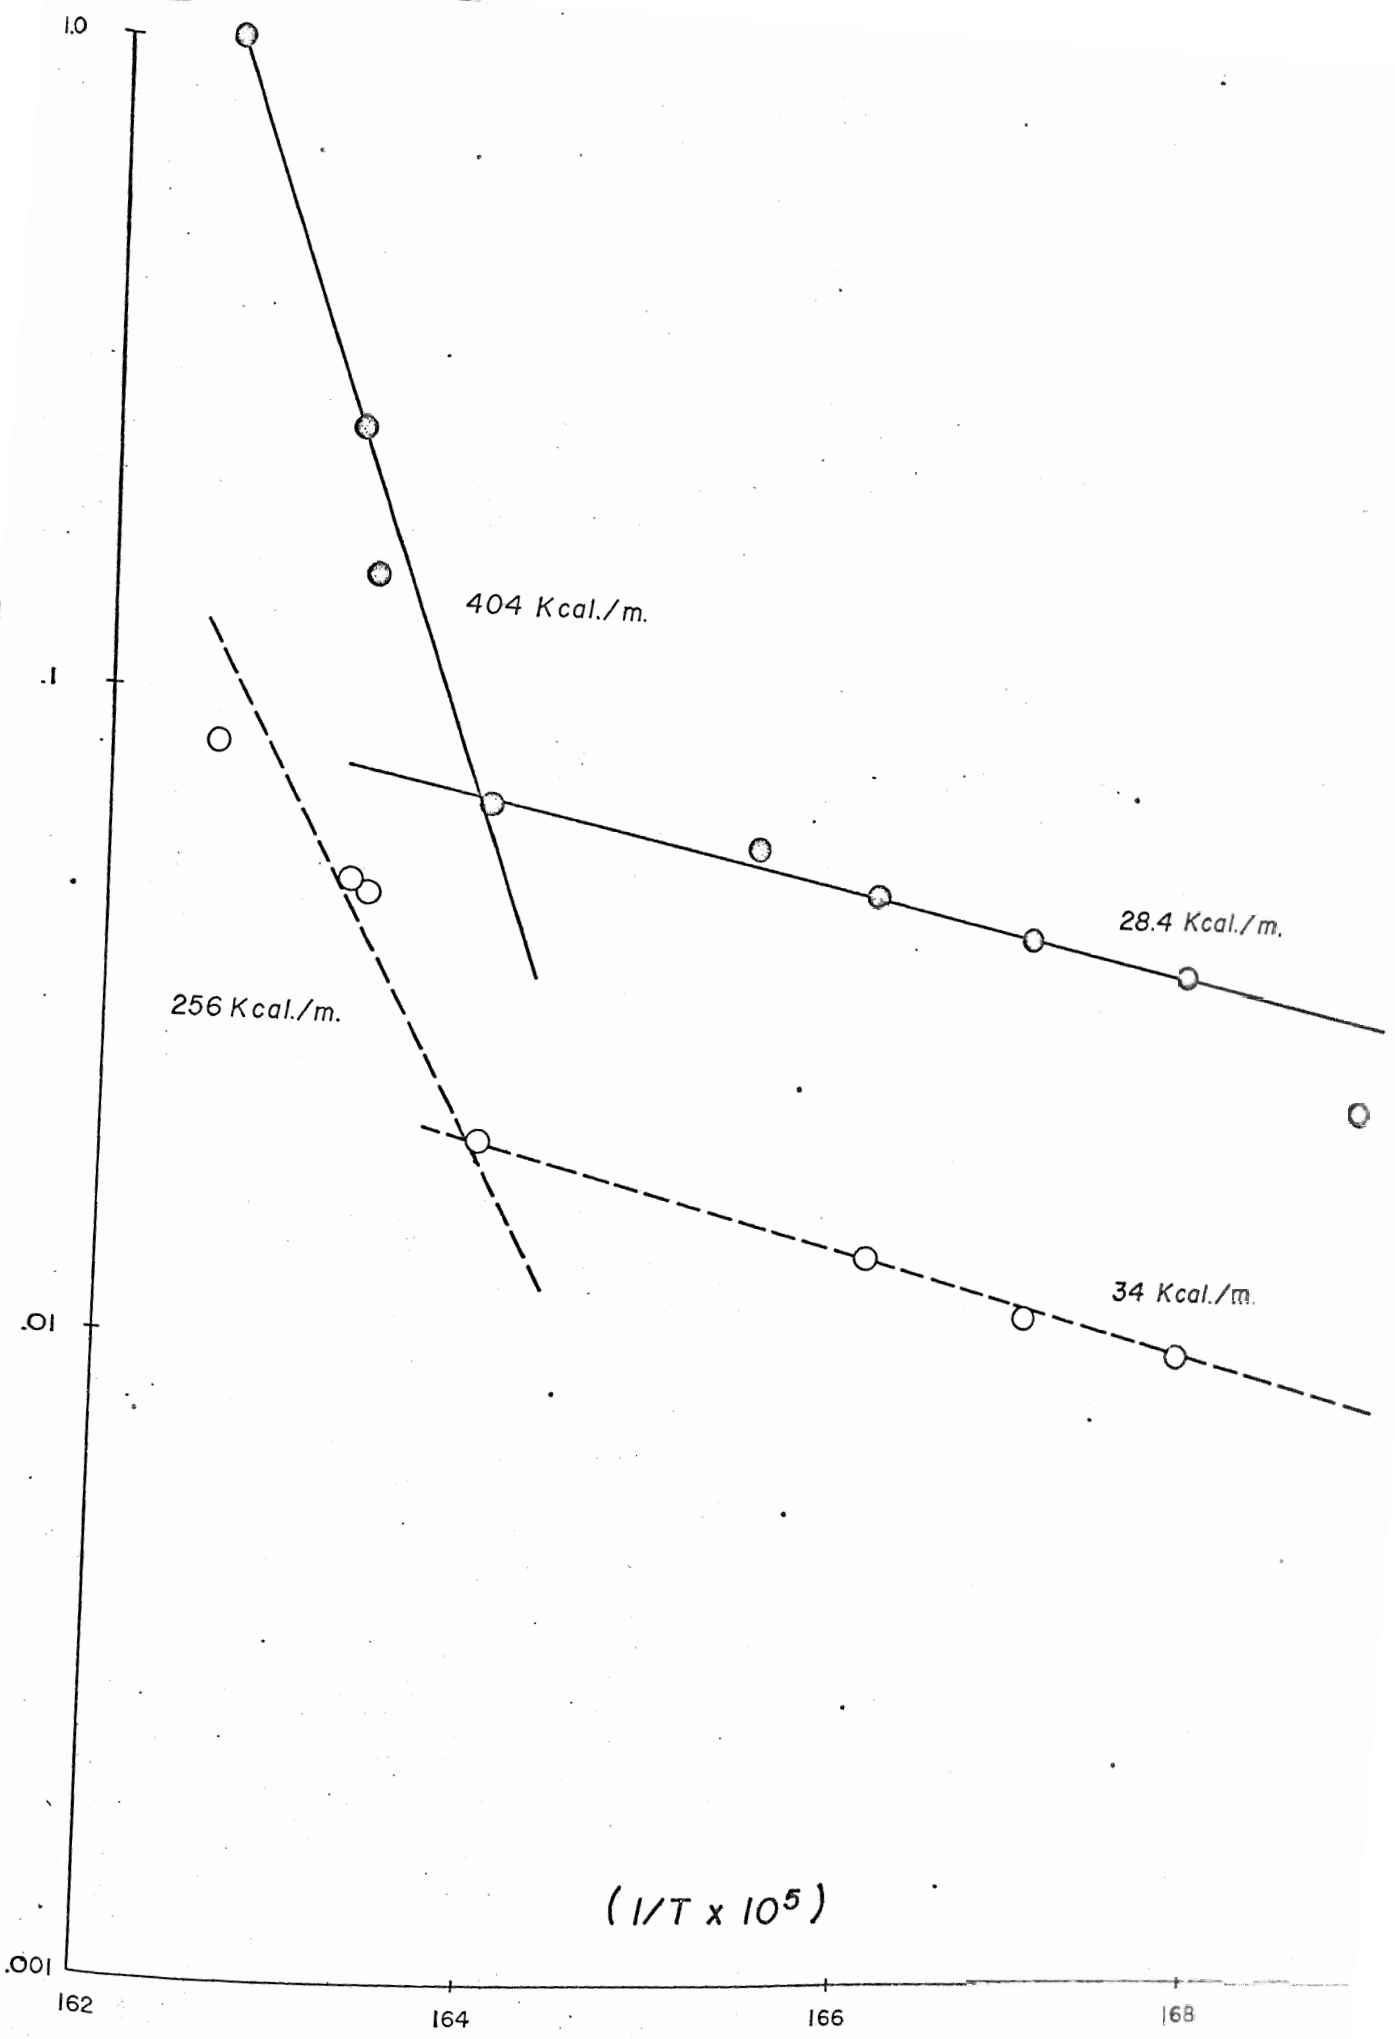 1.0
404 Kcal./m.
.1
28.4 Kcal./m.
256 Kcal./m.
34 Kcal./m.
.01
(1/T x 10⁵)
.001
162 164 166 168